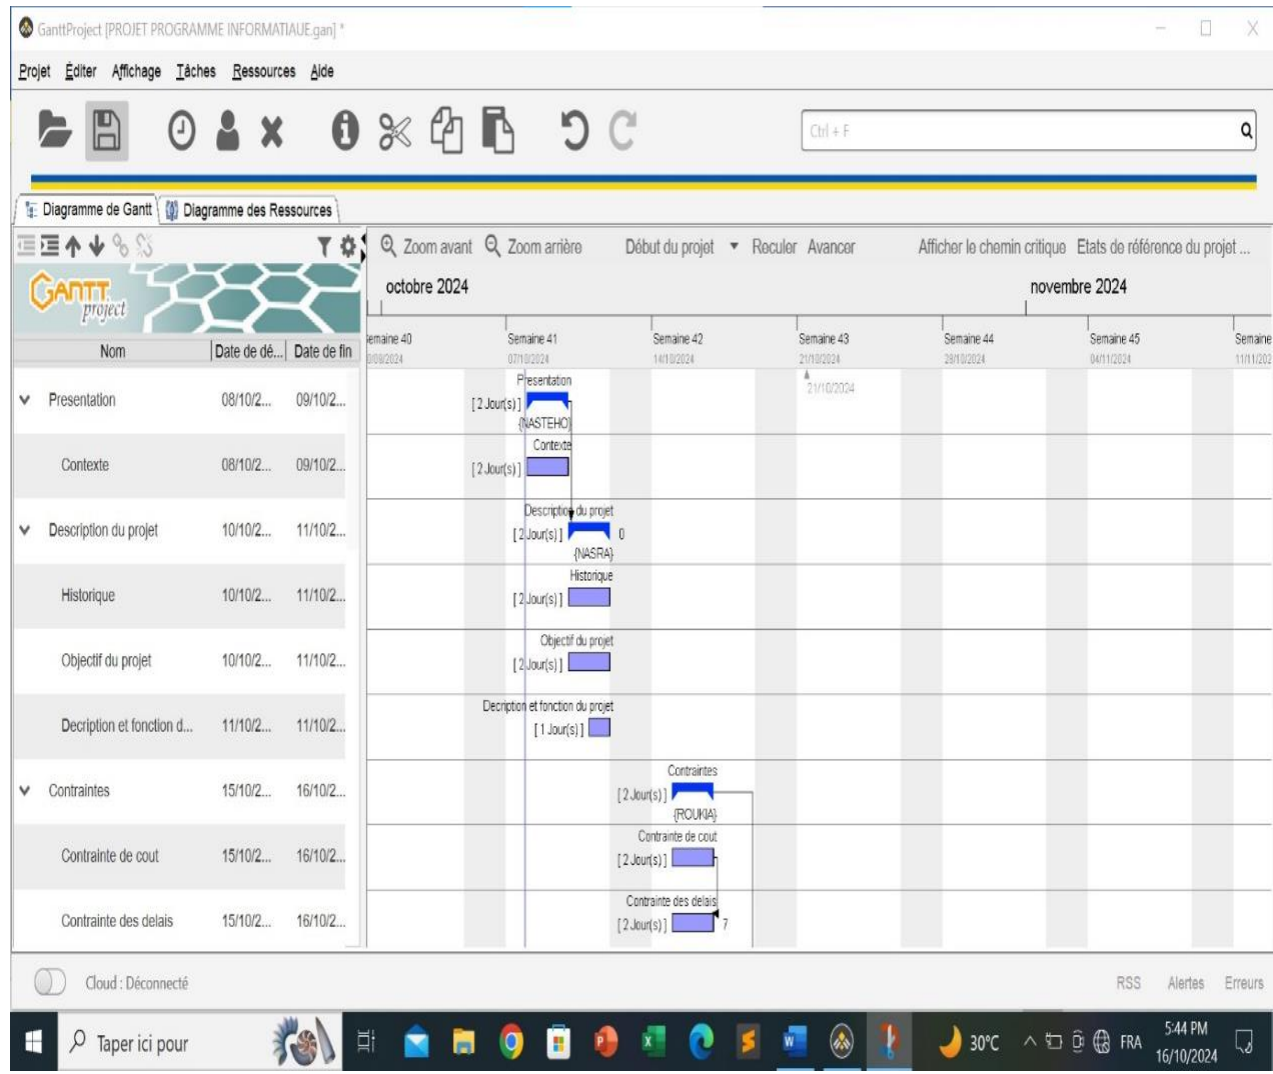 GanttProject [PROJET PROGRAMME INFORMATIAUE.gan] *
Projet Éditer Affichage Tâches Ressources Aide
Ctrl + F
Diagramme de Gantt Diagramme des Ressources
Zoom avant Zoom arrière Début du projet Reculer Avancer Afficher le chemin critique Etats de référence du projet ...
GANTT project
octobre 2024 novembre 2024
Nom Date de dé... Date de fin
emaine 40 Semaine 41 Semaine 42 Semaine 43 Semaine 44 Semaine 45 Semaine
07/10/2024 14/10/2024 21/10/2024 28/10/2024 04/11/2024 11/11/202
21/10/2024
Presentation 08/10/2... 09/10/2...
Presentation
[ 2 Jour(s) ]
{NASTEHO}
Contexte 08/10/2... 09/10/2...
Contexte
[ 2 Jour(s) ]
Description du projet 10/10/2... 11/10/2...
Description du projet
[ 2 Jour(s) ] 0
{NASRA}
Historique 10/10/2... 11/10/2...
Historique
[ 2 Jour(s) ]
Objectif du projet 10/10/2... 11/10/2...
Objectif du projet
[ 2 Jour(s) ]
Decription et fonction d... 11/10/2... 11/10/2...
Decription et fonction du projet
[ 1 Jour(s) ]
Contraintes 15/10/2... 16/10/2...
Contraintes
[ 2 Jour(s) ]
{ROUKIA}
Contrainte de cout 15/10/2... 16/10/2...
Contrainte de cout
[ 2 Jour(s) ]
Contrainte des delais 15/10/2... 16/10/2...
Contrainte des delais
[ 2 Jour(s) ] 7
Cloud : Déconnecté RSS Alertes Erreurs
Taper ici pour 30°C FRA 5:44 PM
16/10/2024